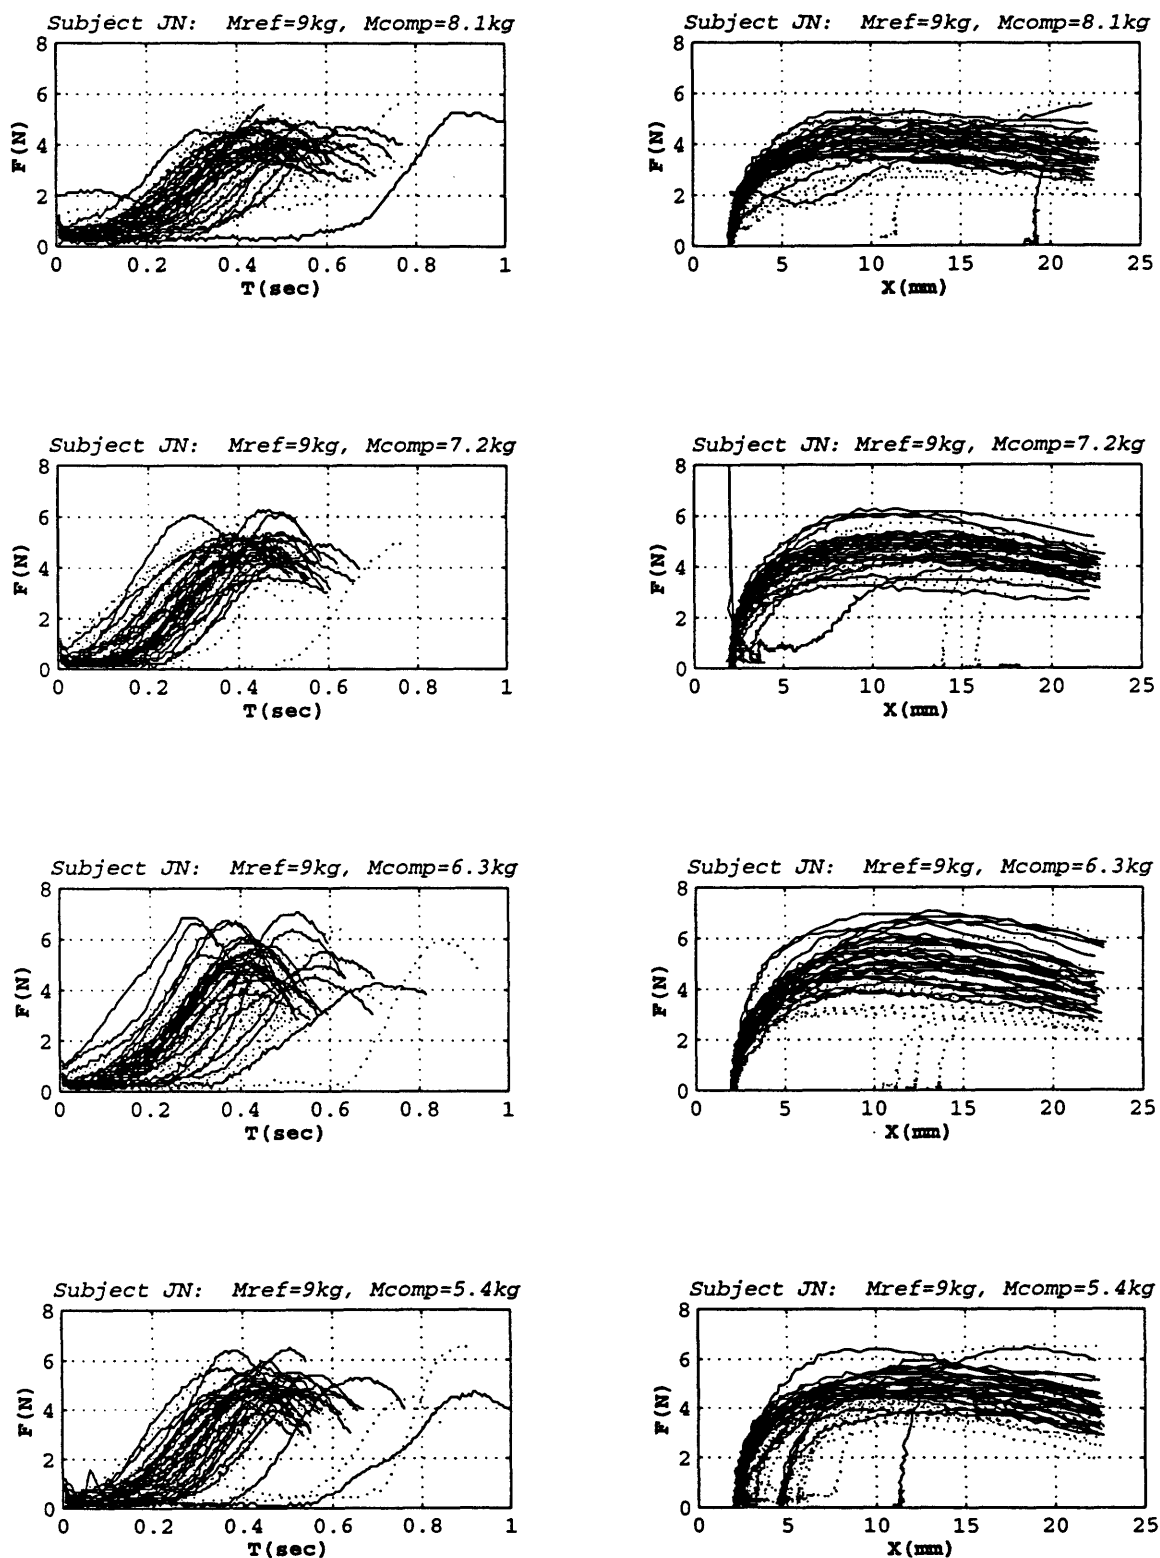 Subject JN: Mref=9kg, Mcomp=8.1kg
8
6
4
2
0
F(N)
0 0.2 0.4 0.6 0.8 1
T(sec)
Subject JN: Mref=9kg, Mcomp=8.1kg
8
6
4
2
0
F(N)
0 5 10 15 20 25
X(mm)
Subject JN: Mref=9kg, Mcomp=7.2kg
8
6
4
2
0
F(N)
0 0.2 0.4 0.6 0.8 1
T(sec)
Subject JN: Mref=9kg, Mcomp=7.2kg
8
6
4
2
0
F(N)
0 5 10 15 20 25
X(mm)
Subject JN: Mref=9kg, Mcomp=6.3kg
8
6
4
2
0
F(N)
0 0.2 0.4 0.6 0.8 1
T(sec)
Subject JN: Mref=9kg, Mcomp=6.3kg
8
6
4
2
0
F(N)
0 5 10 15 20 25
X(mm)
Subject JN: Mref=9kg, Mcomp=5.4kg
8
6
4
2
0
F(N)
0 0.2 0.4 0.6 0.8 1
T(sec)
Subject JN: Mref=9kg, Mcomp=5.4kg
8
6
4
2
0
F(N)
0 5 10 15 20 25
X(mm)